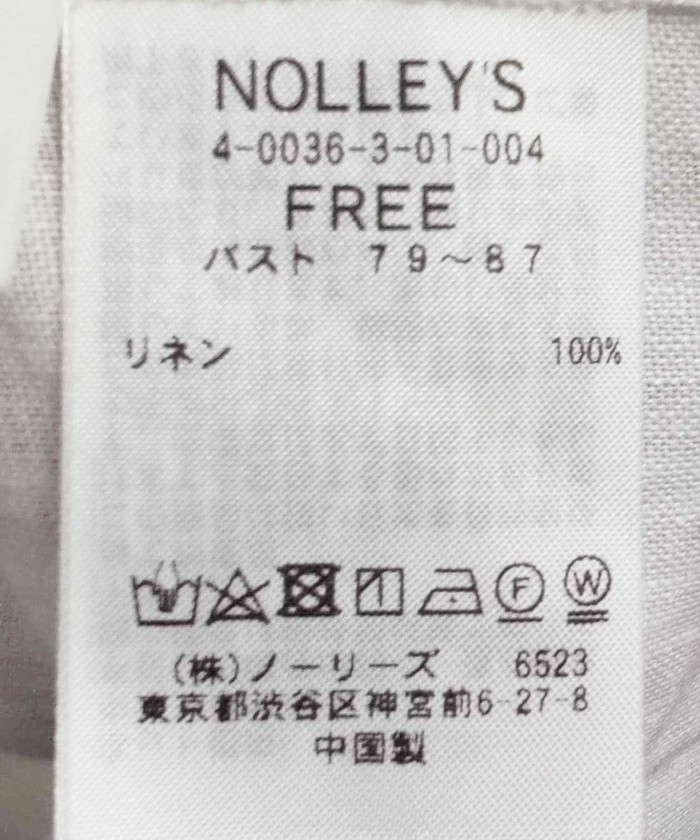 NOLLEY'S
4-0036-3-01-004
FREE
バスト 79～87
リネン 100%
F W
(株)ノーリーズ 6523
東京都渋谷区神宮前6-27-8
中国製